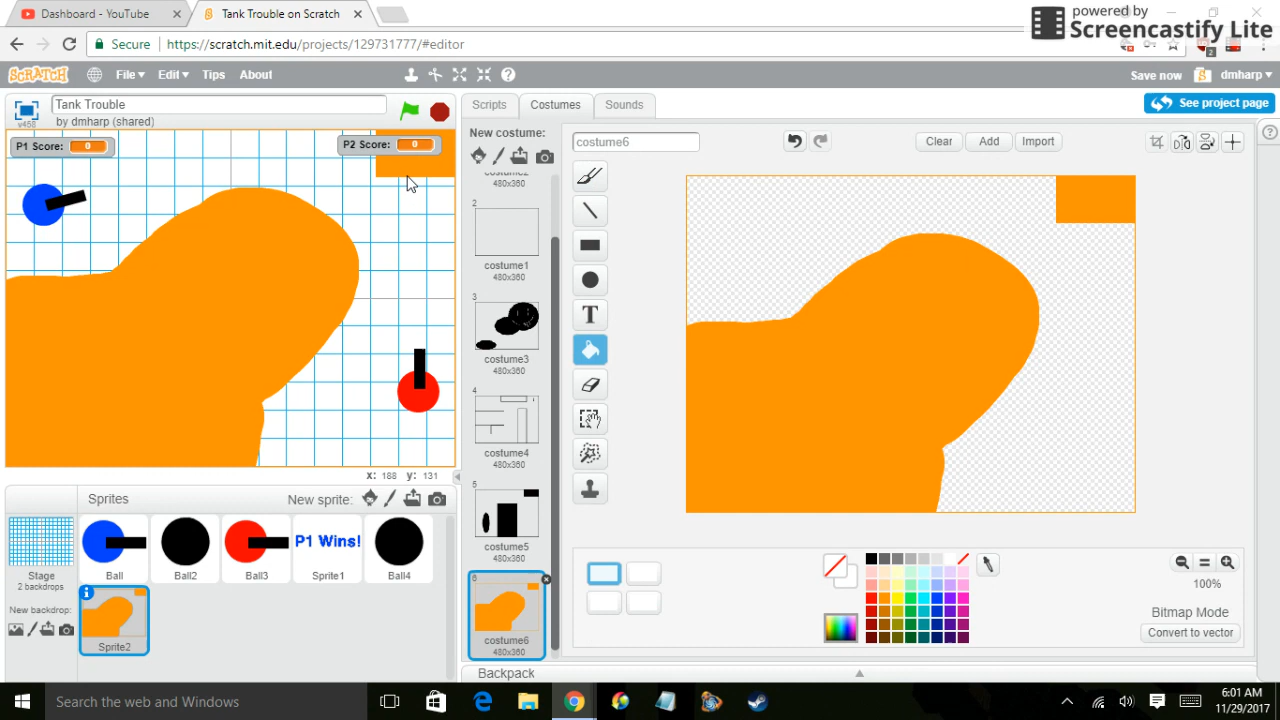 Dashboard - YouTube
Tank Trouble on Scratch
powered by
Screencastify Lite
Secure
https://scratch.mit.edu/projects/129731777/#editor
2
SCRATCH
File
Edit
Tips
About
Save now
dmharp
v458
Tank Trouble
by dmharp (shared)
Scripts
Costumes
Sounds
See project page
P1 Score: 0
P2 Score: 0
New costume:
costume6
Clear
Add
Import
costume2
480x360
2
costume1
480x360
3
costume3
480x360
4
costume4
480x360
5
costume5
480x360
6
costume6
480x360
T
x: 188 y: 131
Sprites
New sprite:
P1 Wins!
Stage
2 backdrops
Ball
Ball2
Ball3
Sprite1
Ball4
New backdrop:
Sprite2
100%
Bitmap Mode
Convert to vector
Backpack
Search the web and Windows
6:01 AM
11/29/2017